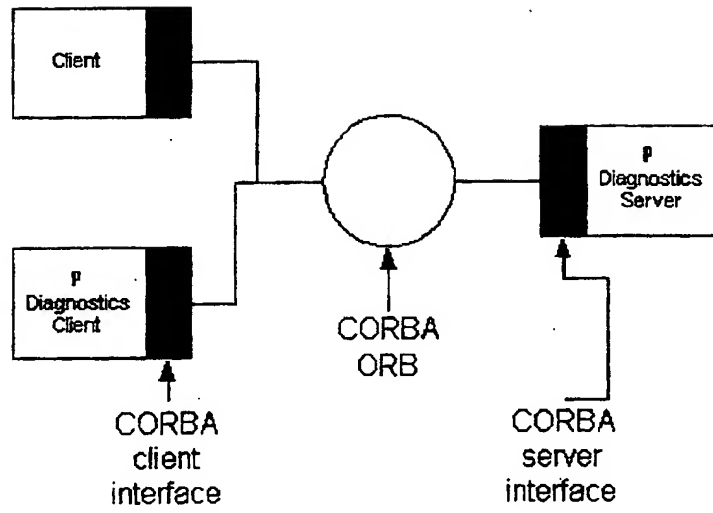 Client
P
Diagnostics
Server
P
Diagnostics
Client
CORBA
ORB
CORBA
client
interface
CORBA
server
interface